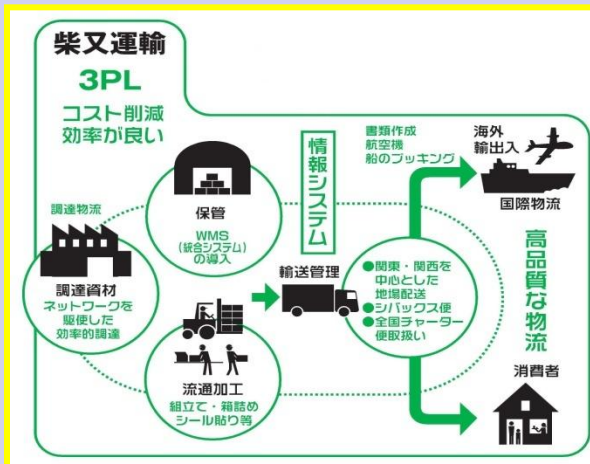 柴又運輸
3PL
コスト削減
効率が良い
調達物流
調達資材
ネットワークを
駆使した
効率的調達
保管
WMS
(統合システム)
の導入
流通加工
組立て・箱詰め
シール貼り等
情報システム
輸送管理
●関東・関西を
中心とした
地場配送
●シバックス便
●全国チャーター
便取扱い
書類作成
航空機
船のブッキング
海外
輸出入
国際物流
高品質な物流
消費者